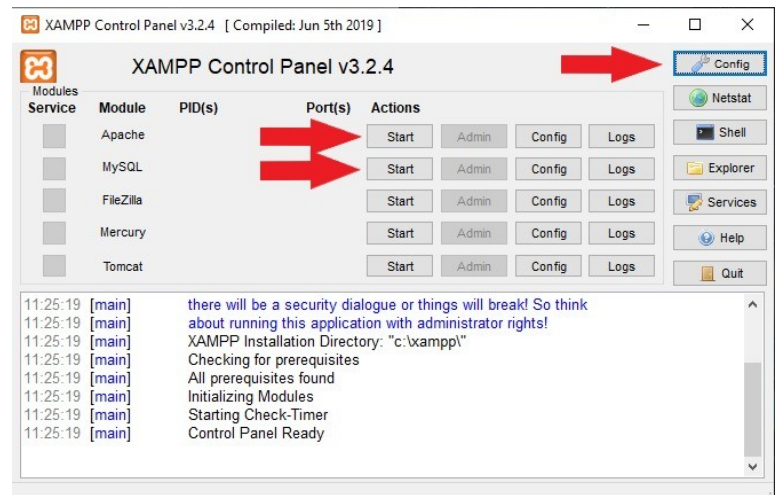 XAMPP Control Panel v3.2.4 [ Compiled: Jun 5th 2019 ]
XAMPP Control Panel v3.2.4
Config
Modules
Service Module PID(s) Port(s) Actions
Netstat
Apache Start Admin Config Logs
Shell
MySQL Start Admin Config Logs
Explorer
FileZilla Start Admin Config Logs
Services
Mercury Start Admin Config Logs
Help
Tomcat Start Admin Config Logs
Quit
11:25:19 [main] there will be a security dialogue or things will break! So think
11:25:19 [main] about running this application with administrator rights!
11:25:19 [main] XAMPP Installation Directory: "c:\xampp\"
11:25:19 [main] Checking for prerequisites
11:25:19 [main] All prerequisites found
11:25:19 [main] Initializing Modules
11:25:19 [main] Starting Check-Timer
11:25:19 [main] Control Panel Ready